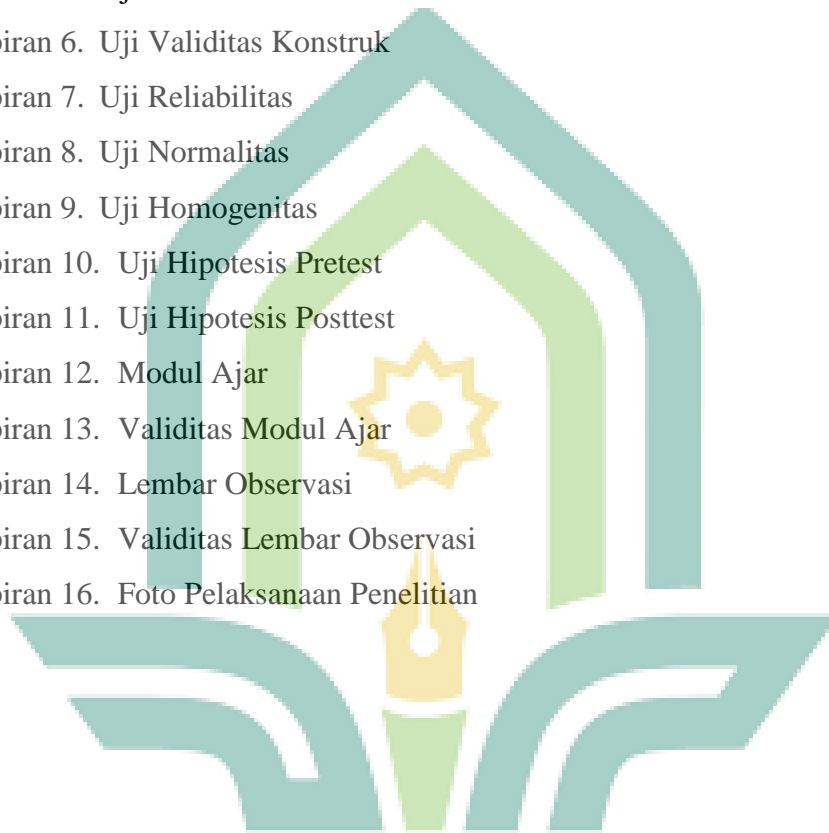 piran 6. Uji Validitas Konstruk
piran 7. Uji Reliabilitas
piran 8. Uji Normalitas
piran 9. Uji Homogenitas
piran 10. Uji Hipotesis Pretest
piran 11. Uji Hipotesis Posttest
piran 12. Modul Ajar
piran 13. Validitas Modul Ajar
piran 14. Lembar Observasi
piran 15. Validitas Lembar Observasi
piran 16. Foto Pelaksanaan Penelitian